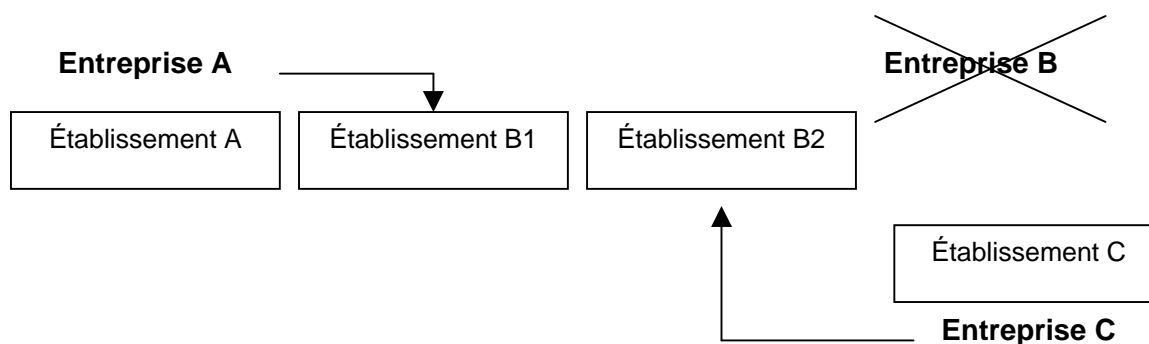 Entreprise A
Entreprise B
Établissement A
Établissement B1
Établissement B2
Établissement C
Entreprise C